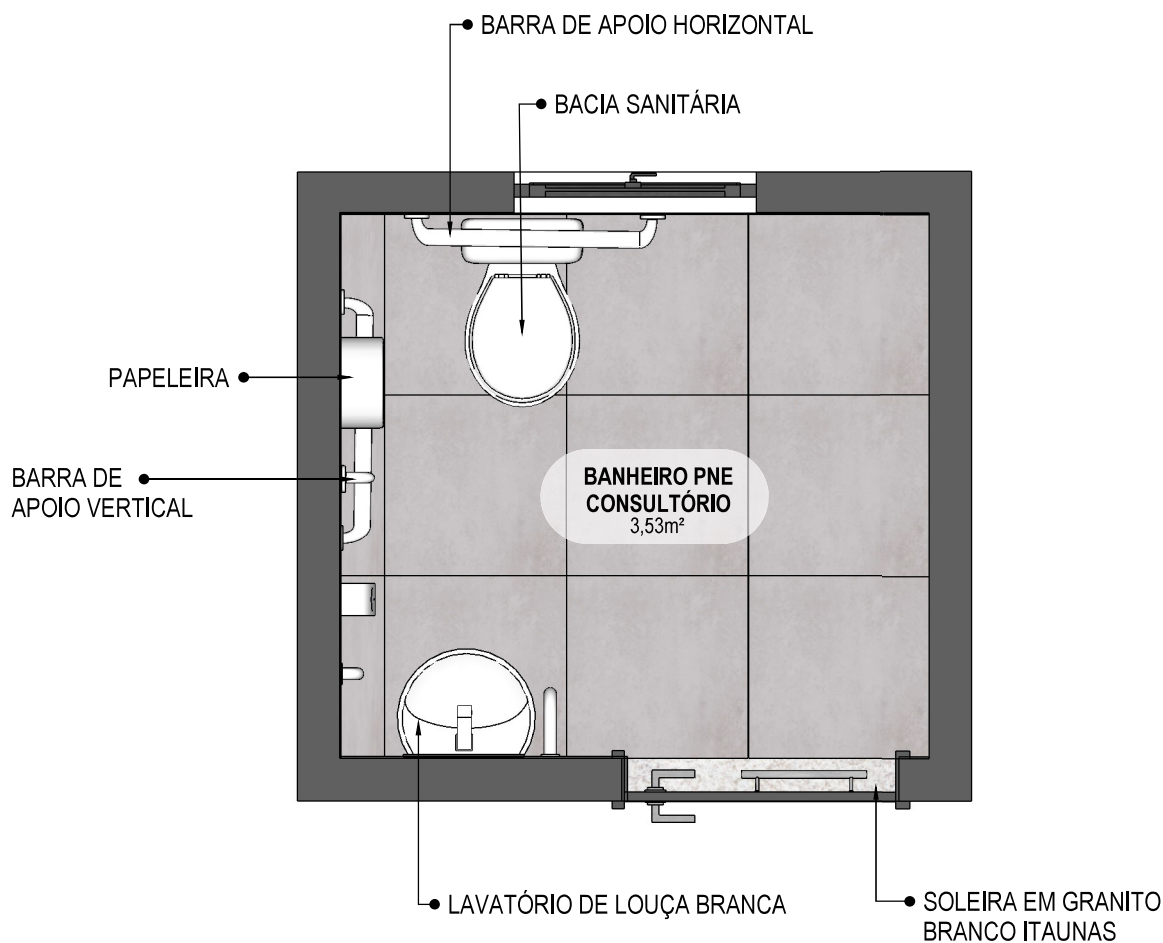 BARRA DE APOIO HORIZONTAL
BACIA SANITÁRIA
PAPELEIRA
BARRA DE
APOIO VERTICAL
BANHEIRO PNE
CONSULTÓRIO
3,53m²
LAVATÓRIO DE LOUÇA BRANCA
SOLEIRA EM GRANITO
BRANCO ITAUNAS